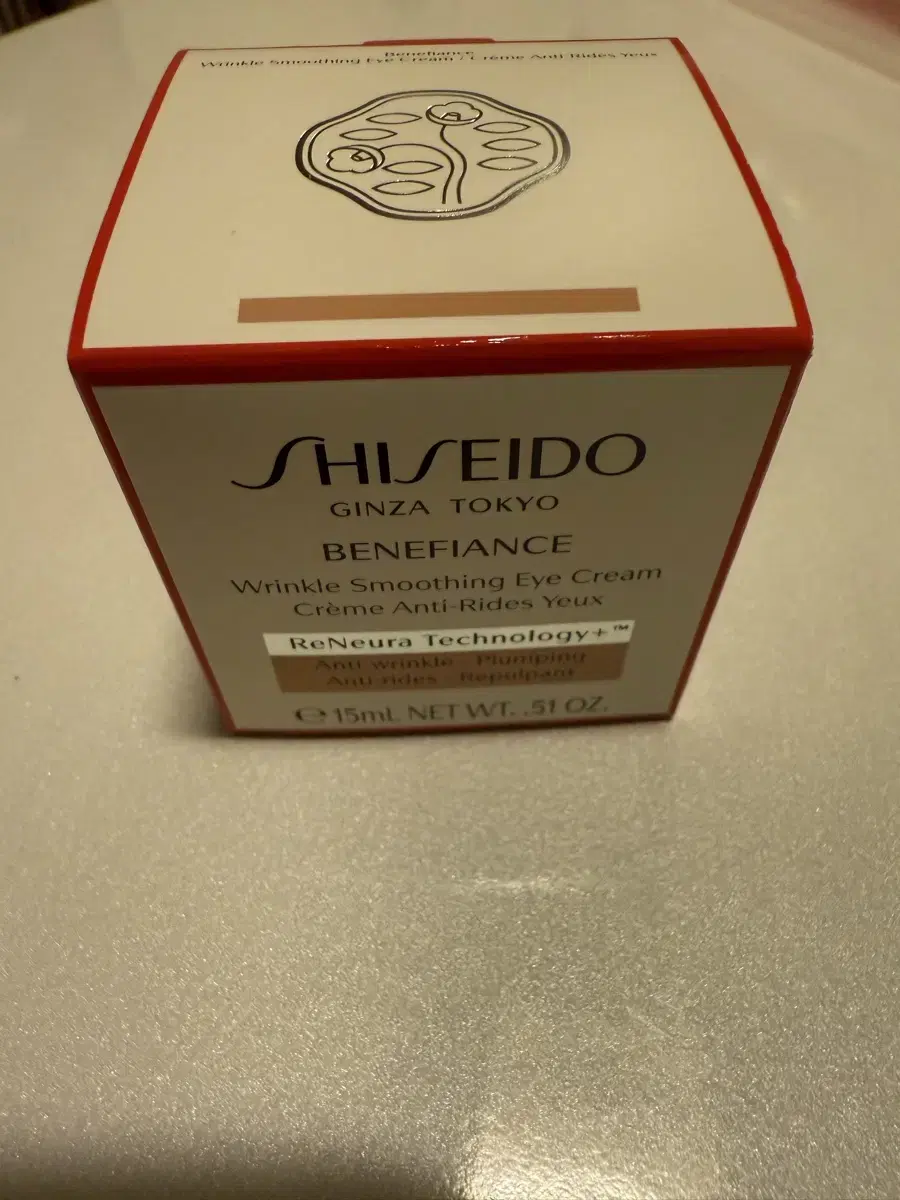 Benefiance
Wrinkle Smoothing Eye Cream / Crème Anti-Rides Yeux
SHISEIDO
GINZA TOKYO
BENEFIANCE
Wrinkle Smoothing Eye Cream
Crème Anti-Rides Yeux
ReNeura Technology+™
Anti-wrinkle · Plumping
Anti-rides · Repulpant
℮ 15mL NET WT. .51 OZ.